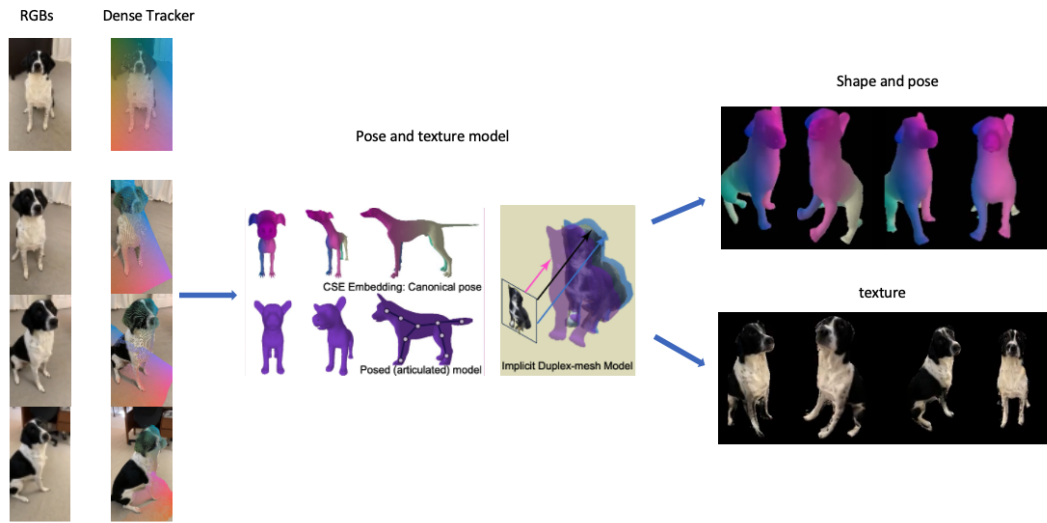 RGBs
Dense Tracker
Pose and texture model
CSE Embedding: Canonical pose
Posed (articulated) model
Implicit Duplex-mesh Model
Shape and pose
texture